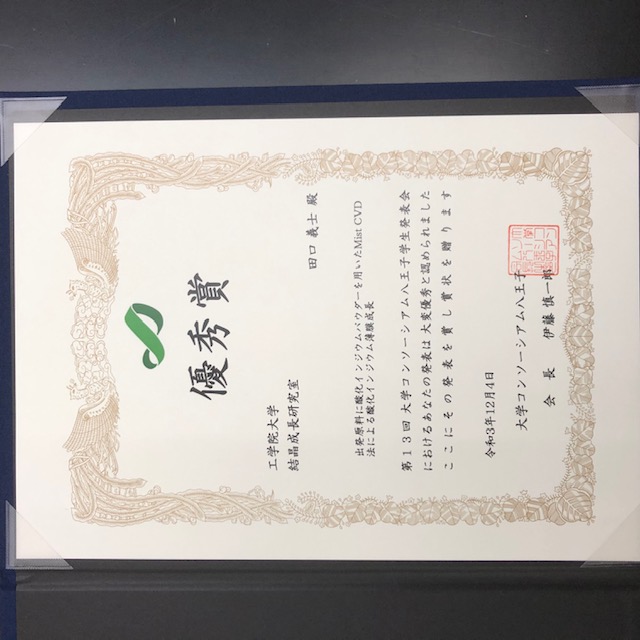 優秀賞
工学院大学
結晶成長研究室
田口 義士 殿
出発原料に酸化インジウムパウダーを用いたMist CVD
法による酸化インジウム薄膜成長
第13回大学コンソーシアム八王子学生発表会
におけるあなたの発表は大変優秀と認められました
ここにその発表を賞し賞状を贈ります
令和3年12月4日
大学コンソーシアム八王子
会 長 伊藤 慎一郎